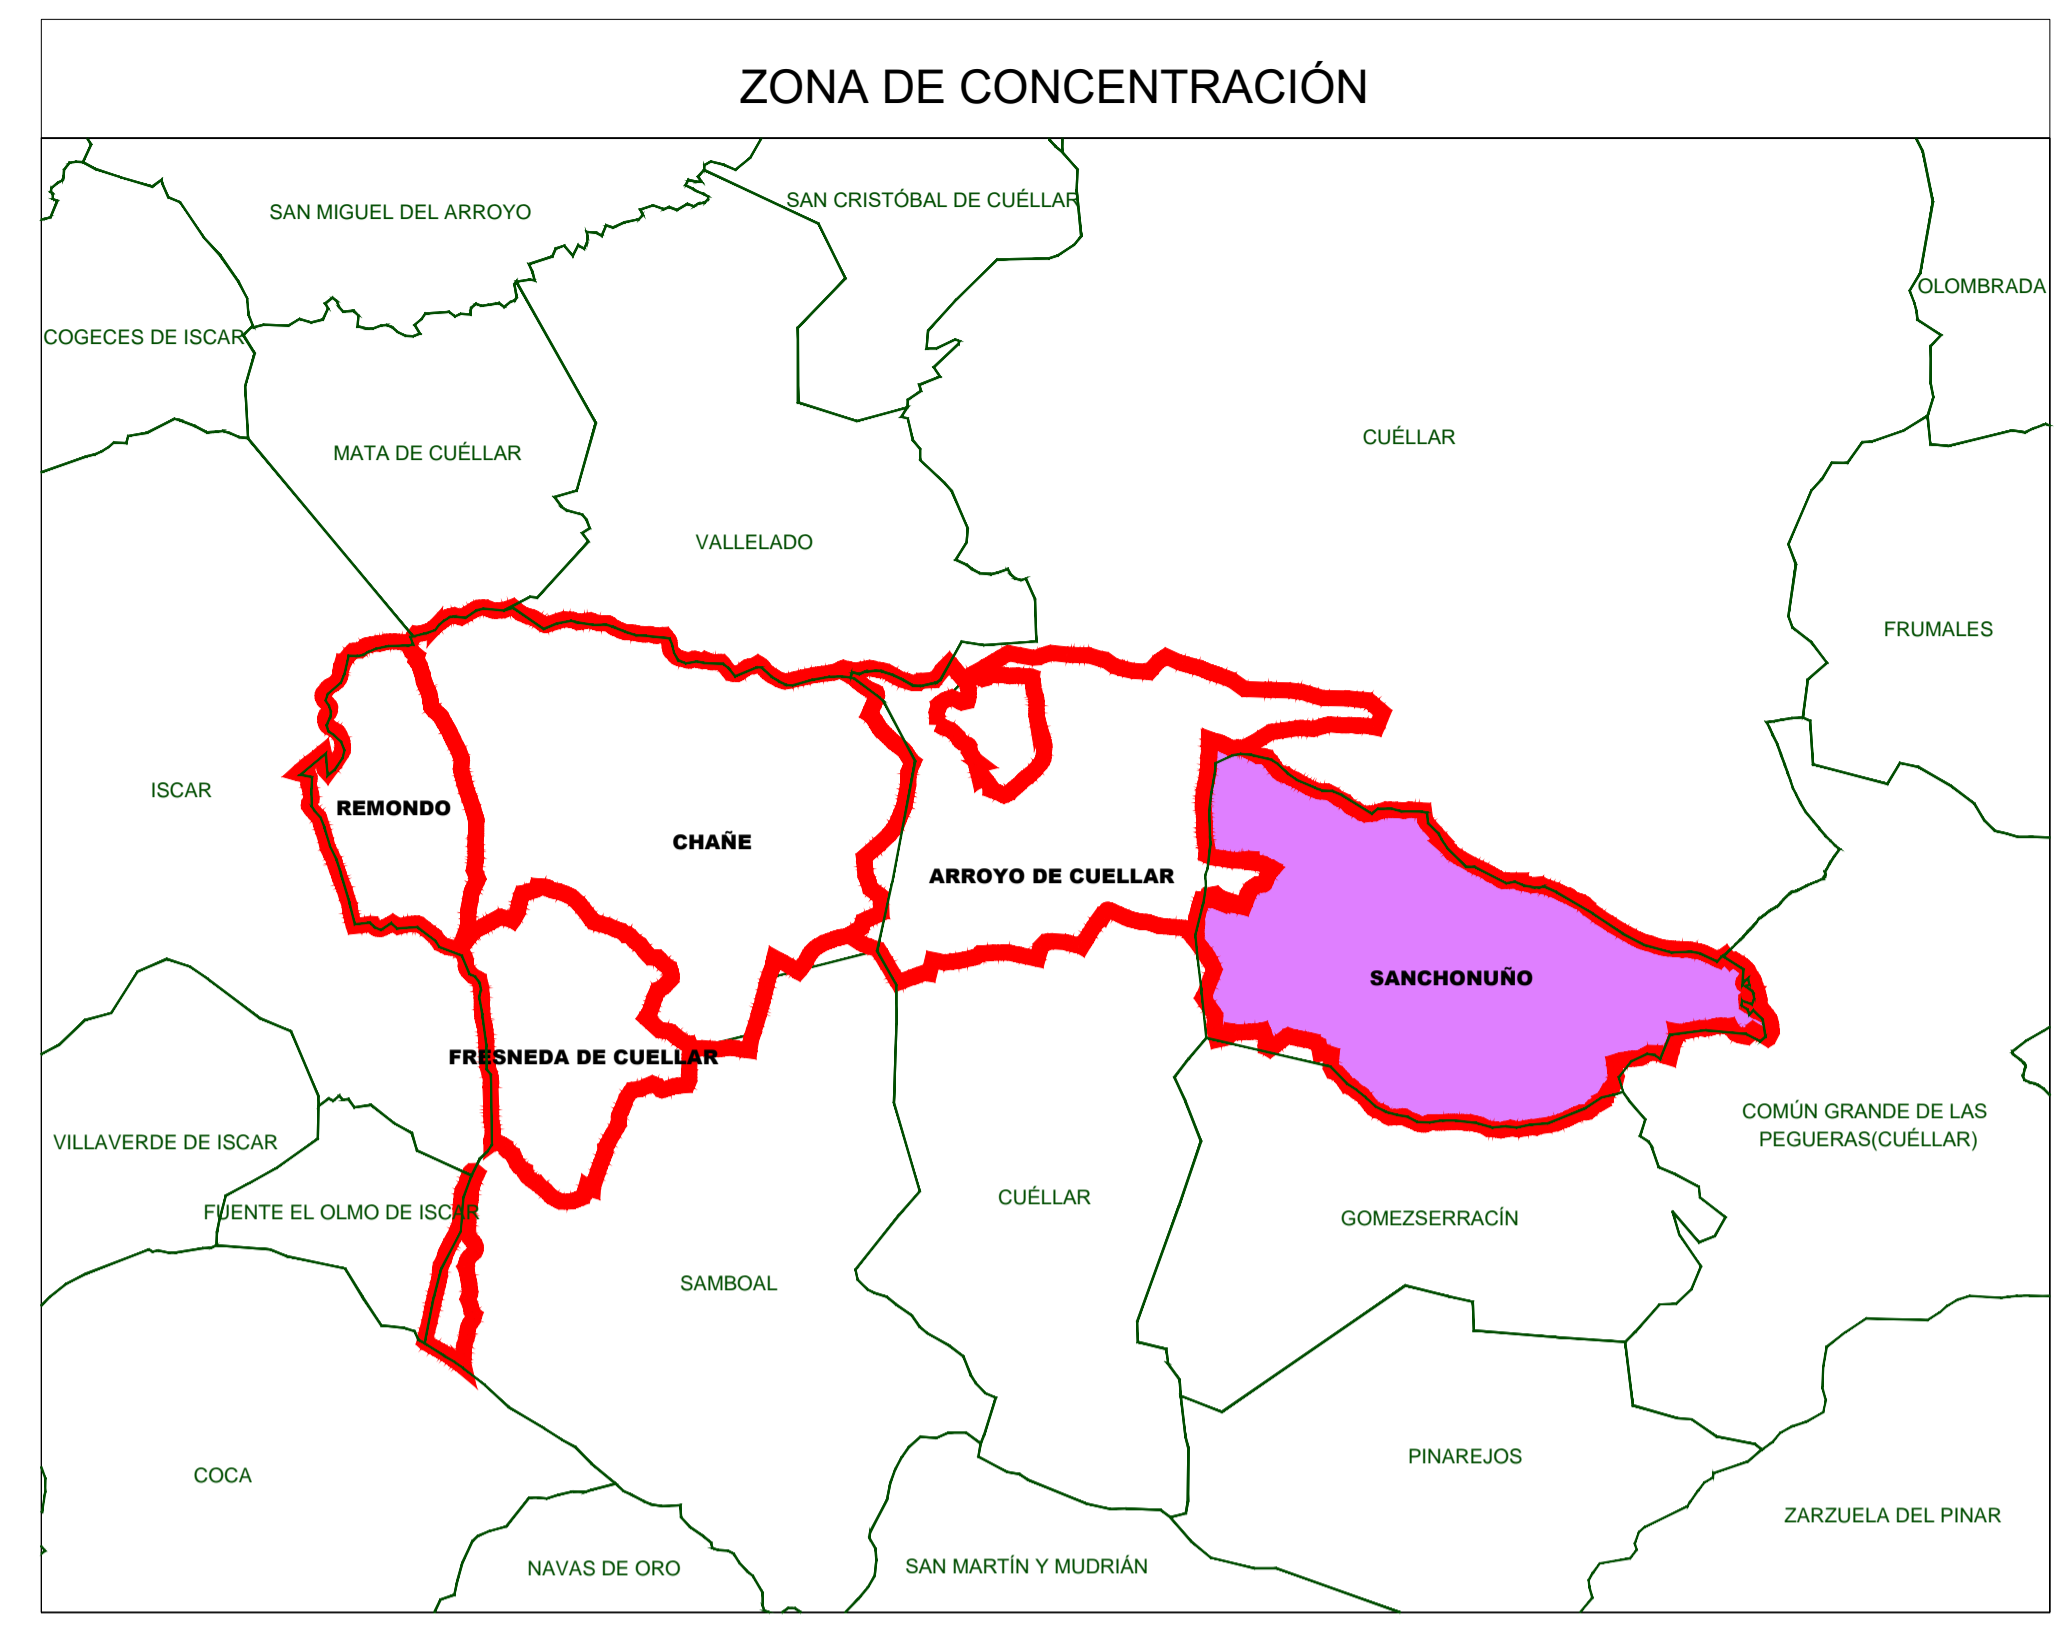 ZONA DE CONCENTRACIÓN
SAN MIGUEL DEL ARROYO
SAN CRISTÓBAL DE CUÉLLAR
OLOMBRADA
COGECES DE ISCAR
CUÉLLAR
MATA DE CUÉLLAR
VALLELADO
FRUMALES
ISCAR
REMONDO
CHAÑE
ARROYO DE CUELLAR
SANCHONUÑO
FRESNEDA DE CUELLAR
COMÚN GRANDE DE LAS
PEGUERAS(CUÉLLAR)
VILLAVERDE DE ISCAR
CUÉLLAR
FUENTE EL OLMO DE ISCAR
GOMEZSERRACÍN
SAMBOAL
PINAREJOS
COCA
ZARZUELA DEL PINAR
NAVAS DE ORO
SAN MARTÍN Y MUDRIÁN